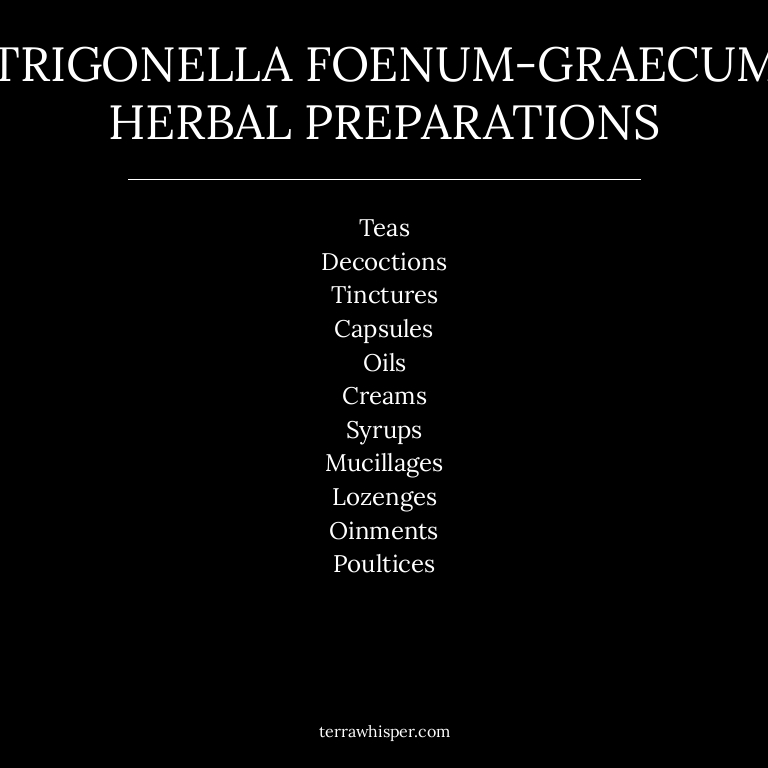 TRIGONELLA FOENUM-GRAECUM
HERBAL PREPARATIONS
Teas
Decoctions
Tinctures
Capsules
Oils
Creams
Syrups
Mucillages
Lozenges
Oinments
Poultices
terrawhisper.com